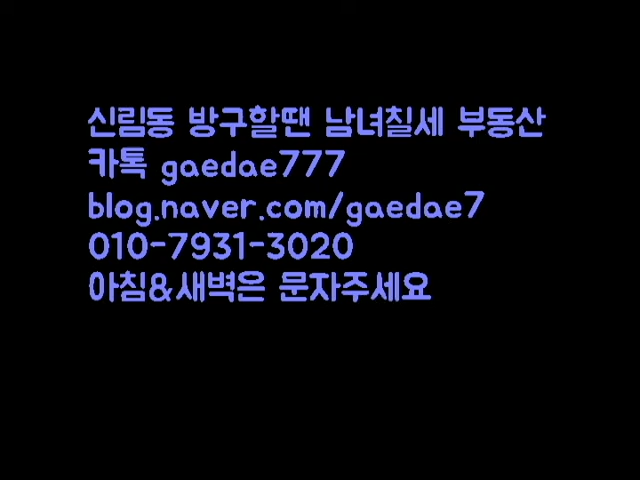 신림동 방구할땐 남녀칠세 부동산
카톡 gaedae777
blog.naver.com/gaedae7
010-7931-3020
아침&새벽은 문자주세요